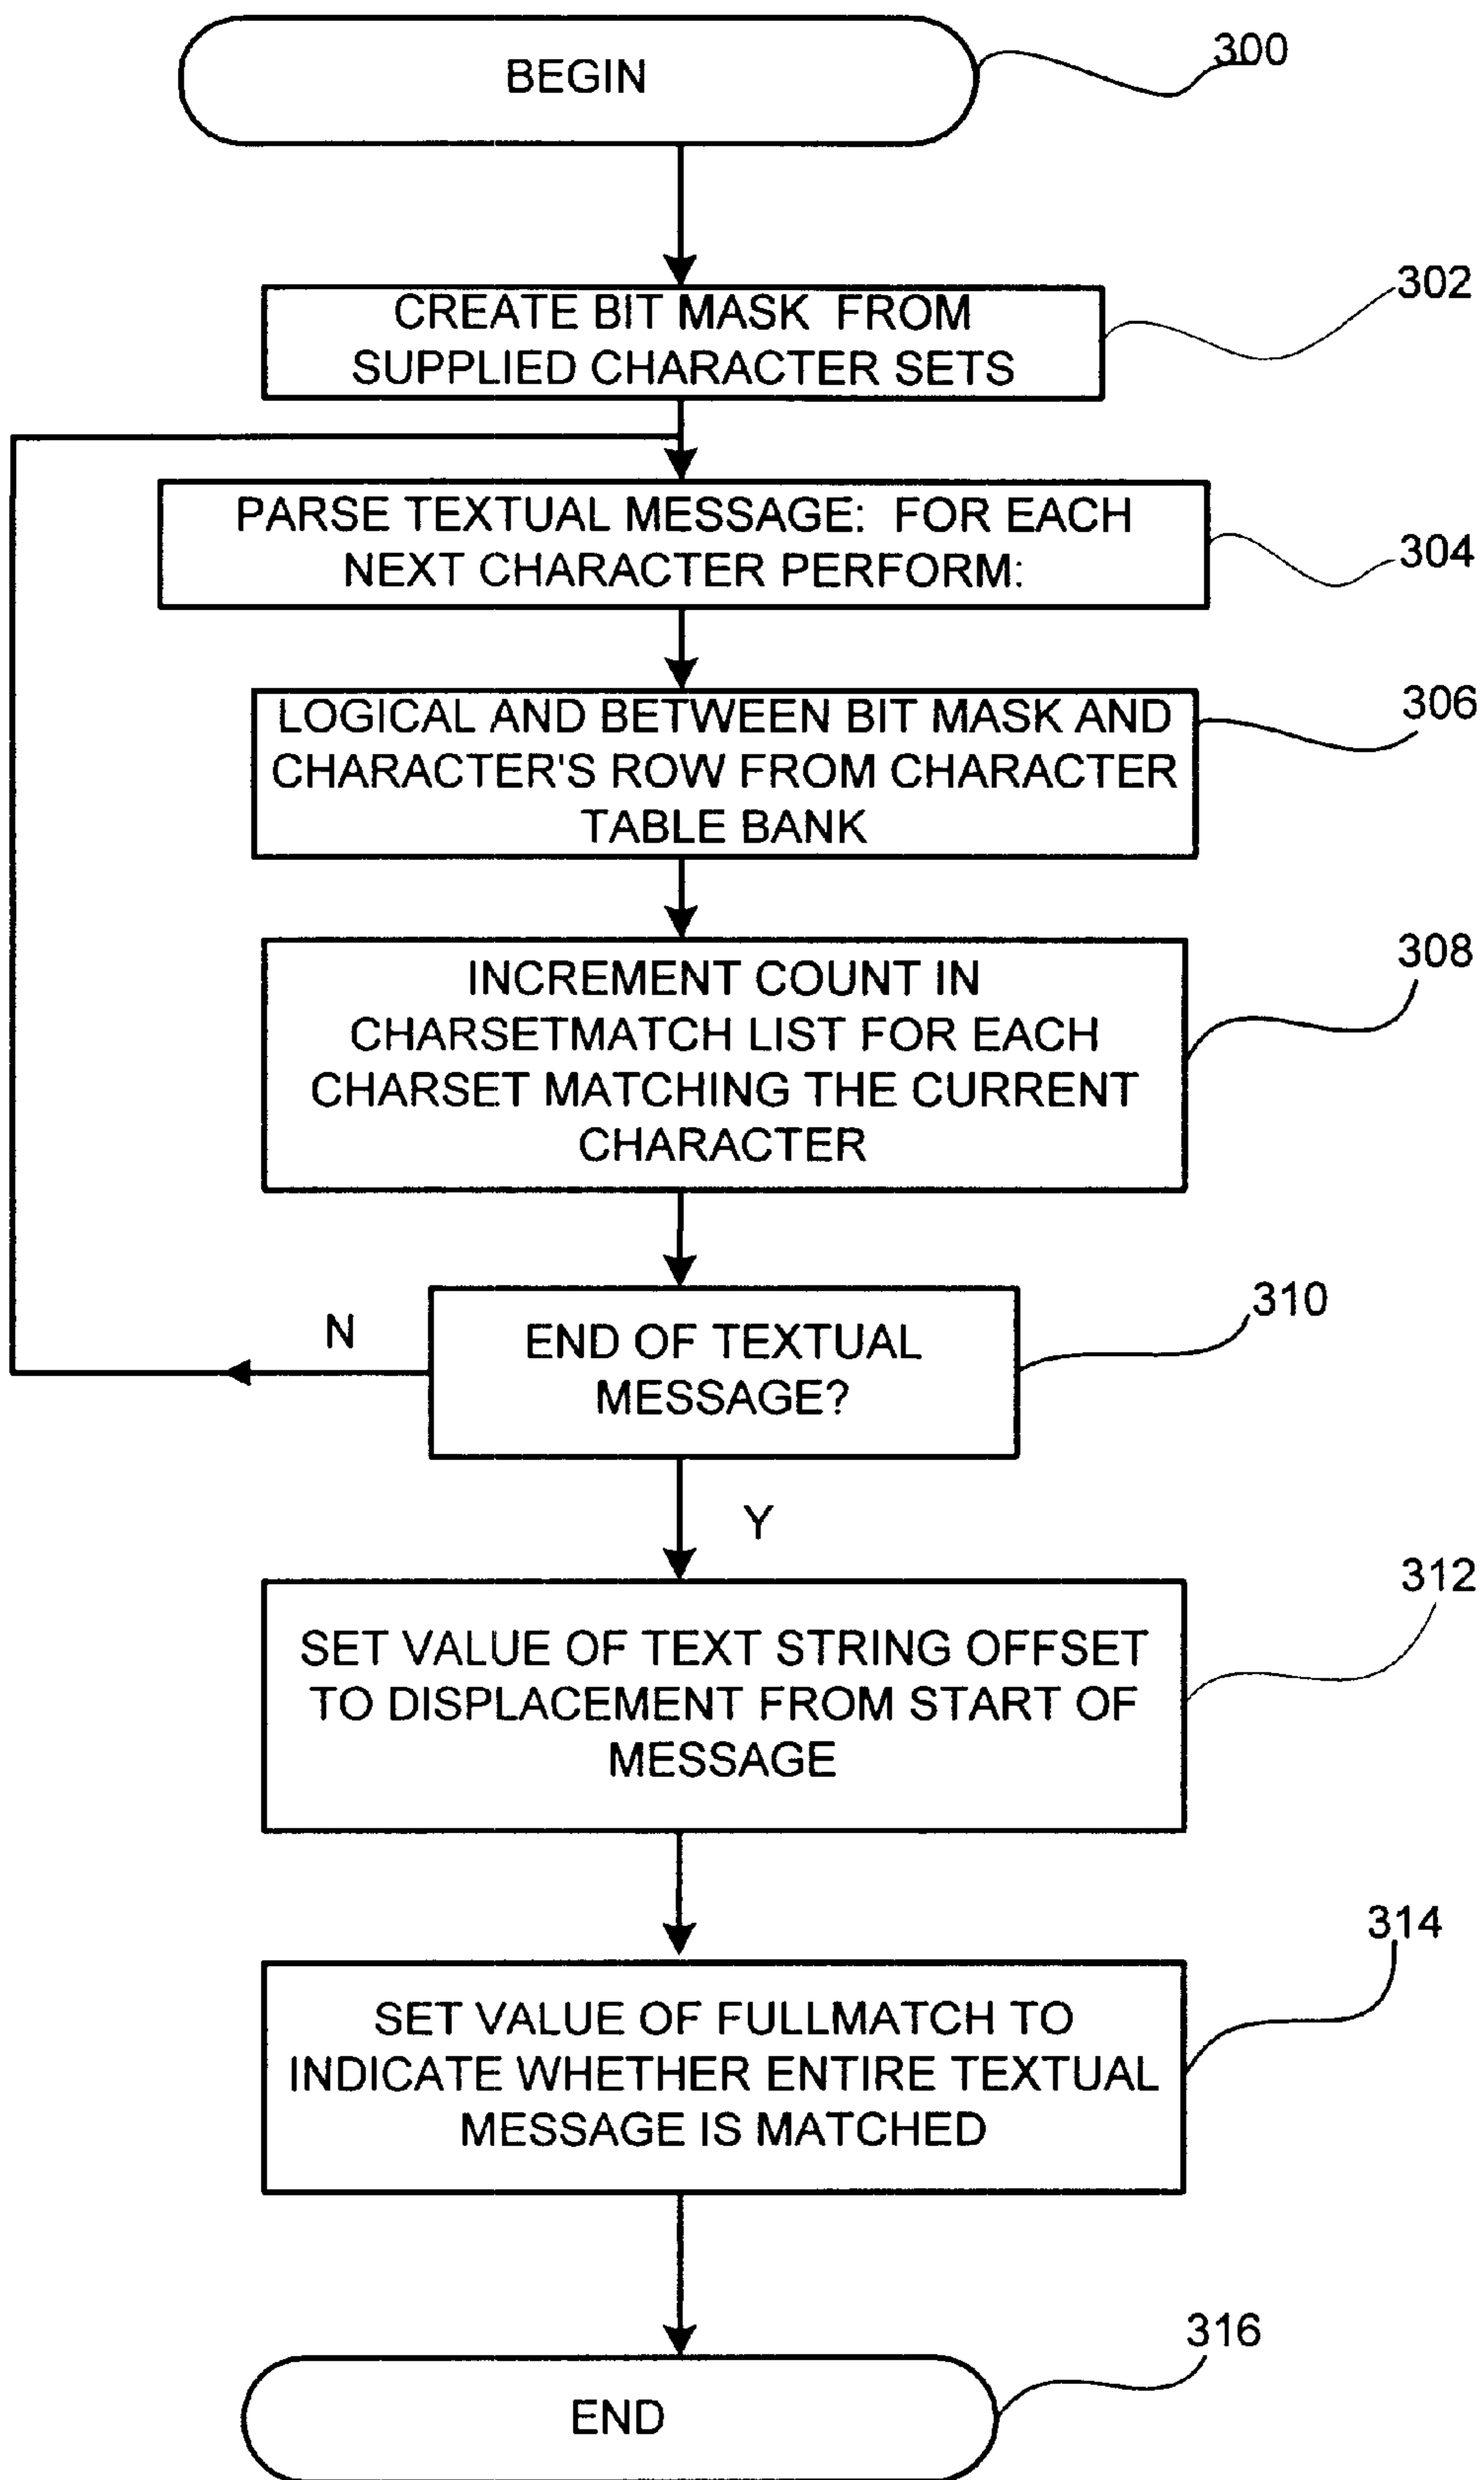 BEGIN
300
CREATE BIT MASK FROM
SUPPLIED CHARACTER SETS
302
PARSE TEXTUAL MESSAGE: FOR EACH
NEXT CHARACTER PERFORM:
304
LOGICAL AND BETWEEN BIT MASK AND
CHARACTER'S ROW FROM CHARACTER
TABLE BANK
306
INCREMENT COUNT IN
CHARSETMATCH LIST FOR EACH
CHARSET MATCHING THE CURRENT
CHARACTER
308
END OF TEXTUAL
MESSAGE?
310
N
Y
SET VALUE OF TEXT STRING OFFSET
TO DISPLACEMENT FROM START OF
MESSAGE
312
SET VALUE OF FULLMATCH TO
INDICATE WHETHER ENTIRE TEXTUAL
MESSAGE IS MATCHED
314
END
316